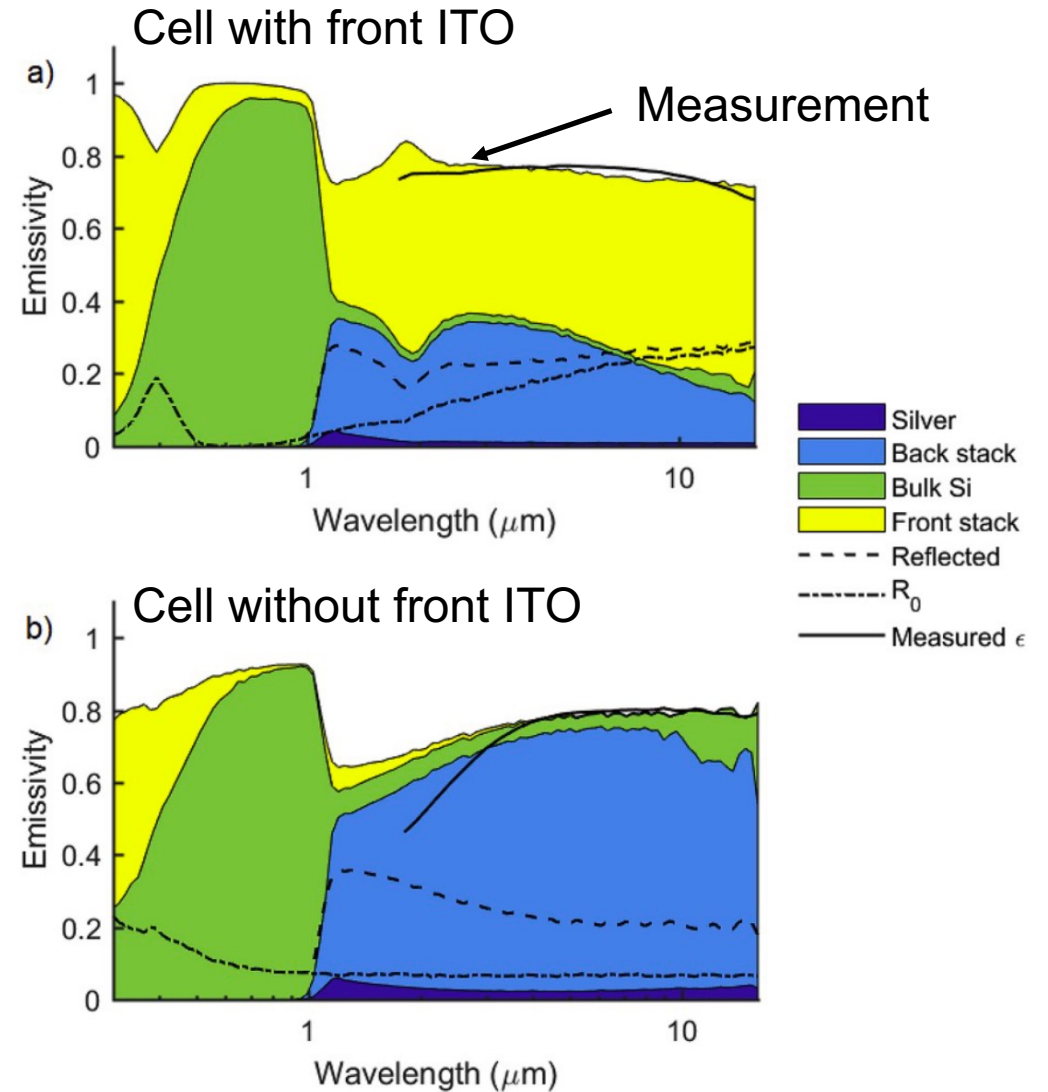 Cell with front ITO
a)
Measurement
1
0.8
0.6
0.4
0.2
0
Emissivity
1
10
Wavelength (μm)
Silver
Back stack
Bulk Si
Front stack
Reflected
R₀
Measured ϵ
Cell without front ITO
b)
1
0.8
0.6
0.4
0.2
0
Emissivity
1
10
Wavelength (μm)